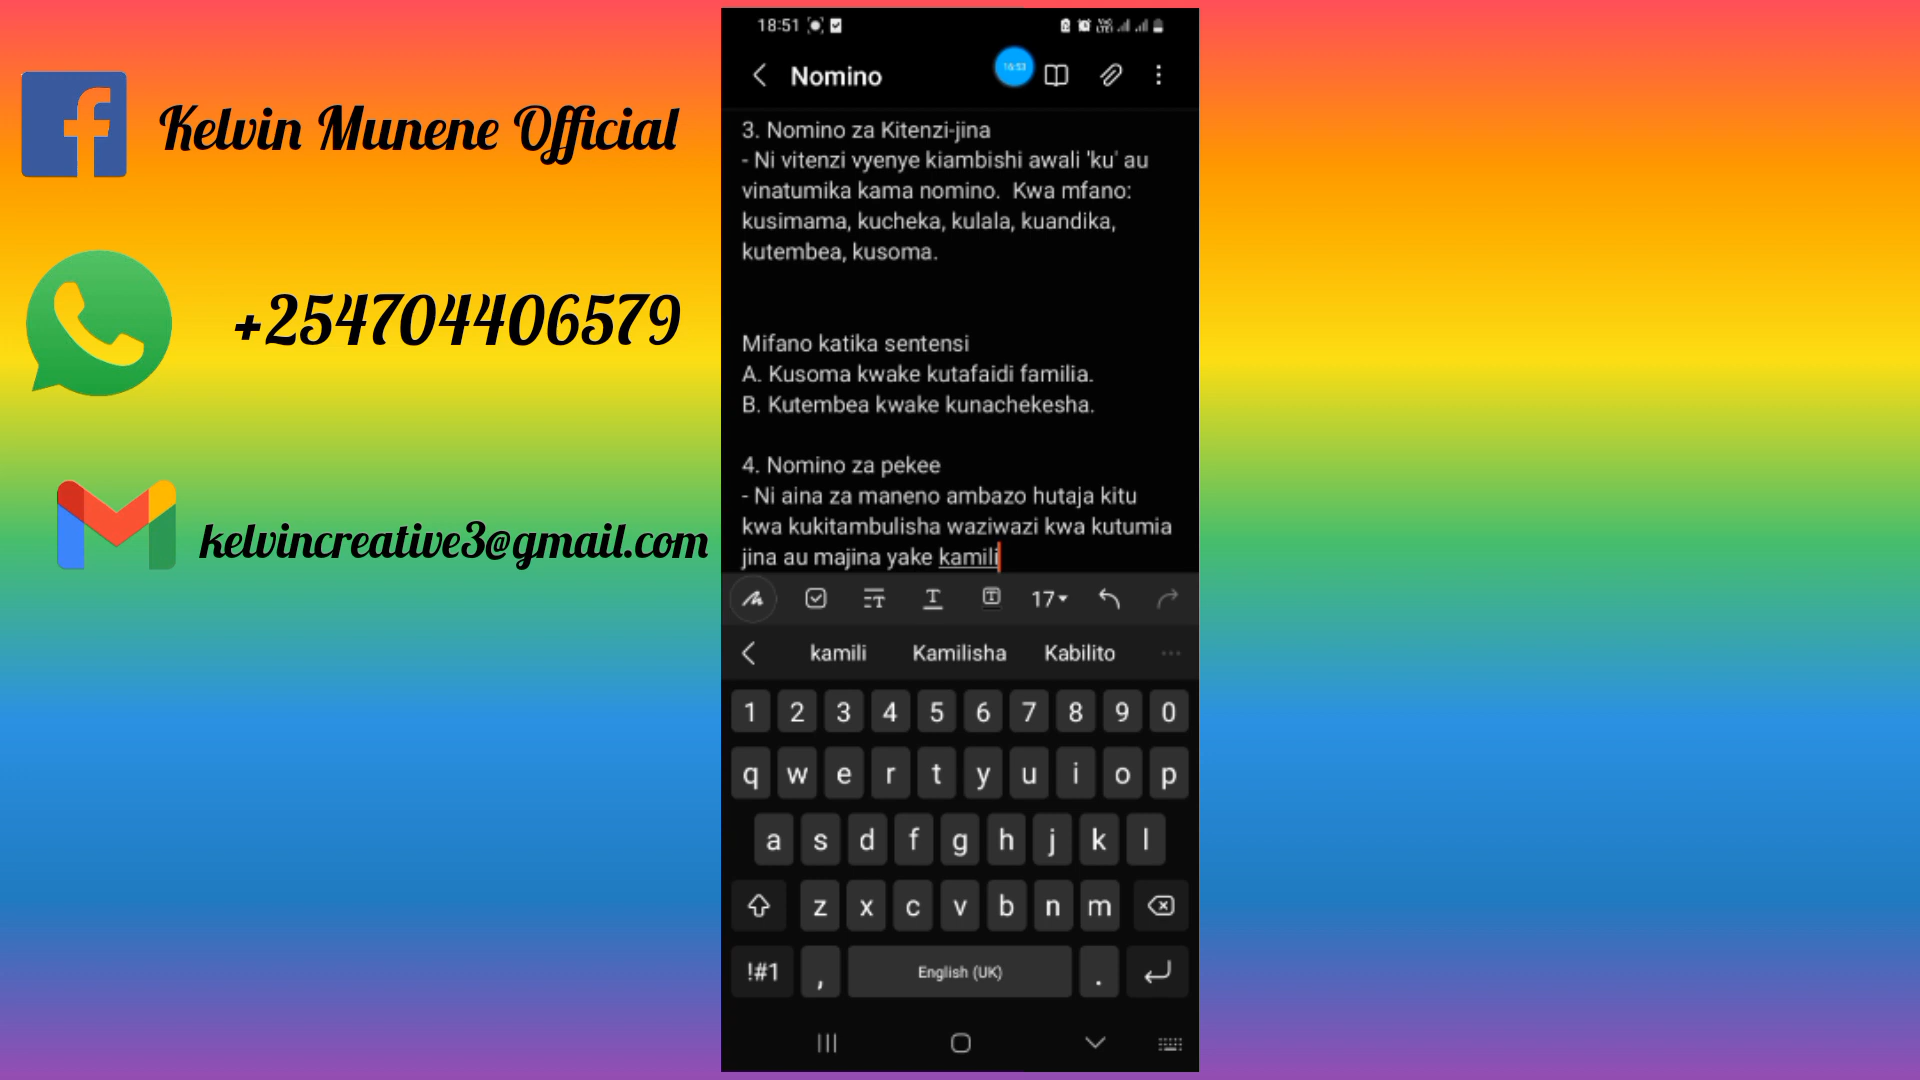 Kelvin Munene Official
+254704406579
kelvincreative3@gmail.com
18:51
Nomino
16:53
3. Nomino za Kitenzi-jina
- Ni vitenzi vyenye kiambishi awali 'ku' au
vinatumika kama nomino. Kwa mfano:
kusimama, kucheka, kulala, kuandika,
kutembea, kusoma.
Mifano katika sentensi
A. Kusoma kwake kutafaidi familia.
B. Kutembea kwake kunachekesha.
4. Nomino za pekee
- Ni aina za maneno ambazo hutaja kitu
kwa kukitambulisha waziwazi kwa kutumia
jina au majina yake kamili
17
kamili Kamilisha Kabilito
1 2 3 4 5 6 7 8 9 0
q w e r t y u i o p
a s d f g h j k l
z x c v b n m
!#1 , English (UK) .